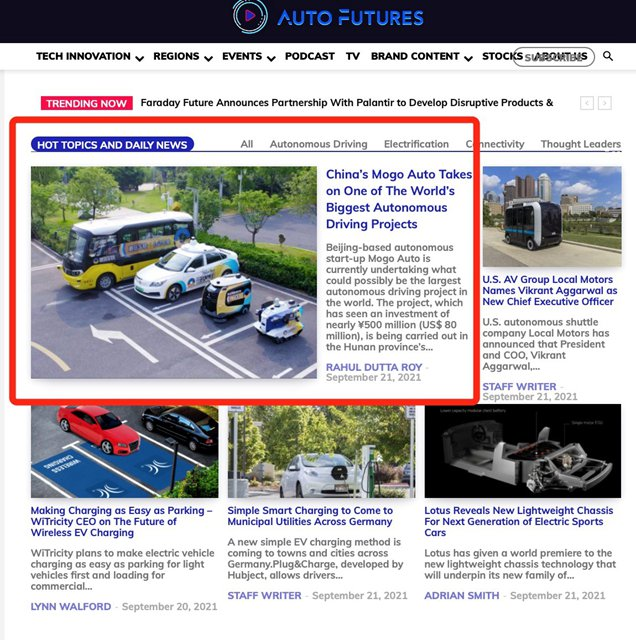 AUTO FUTURES
TECH INNOVATION REGIONS EVENTS PODCAST TV BRAND CONTENT STOCKS ABOUT US
SUBSCRIBE
TRENDING NOW Faraday Future Announces Partnership With Palantir to Develop Disruptive Products &
HOT TOPICS AND DAILY NEWS All Autonomous Driving Electrification Connectivity Thought Leaders
China's Mogo Auto Takes
on One of The World's
Biggest Autonomous
Driving Projects
Beijing-based autonomous
start-up Mogo Auto is
currently undertaking what
could possibly be the largest
autonomous driving project in
the world. The project, which
has seen an investment of
nearly ¥500 million (US$ 80
million), is being carried out in
the Hunan province's...
RAHUL DUTTA ROY -
September 21, 2021
U.S. AV Group Local Motors
Names Vikrant Aggarwal as
New Chief Executive Officer
U.S. autonomous shuttle
company Local Motors has
announced that President
and COO, Vikrant
Aggarwal,...
STAFF WRITER -
September 21, 2021
WIRELESS
CHARGING
Making Charging as Easy as Parking –
WiTricity CEO on The Future of
Wireless EV Charging
WiTricity plans to make electric vehicle
charging as easy as parking for light
vehicles first and loading for
commercial...
LYNN WALFORD - September 20, 2021
Simple Smart Charging to Come to
Municipal Utilities Across Germany
A new simple EV charging method is
coming to towns and cities across
Germany.Plug&Charge, developed by
Hubject, allows drivers...
STAFF WRITER - September 21, 2021
Lotus Reveals New Lightweight Chassis
For Next Generation of Electric Sports
Cars
Lotus has given a world premiere to the
new lightweight chassis technology that
will underpin its new family of...
ADRIAN SMITH - September 21, 2021